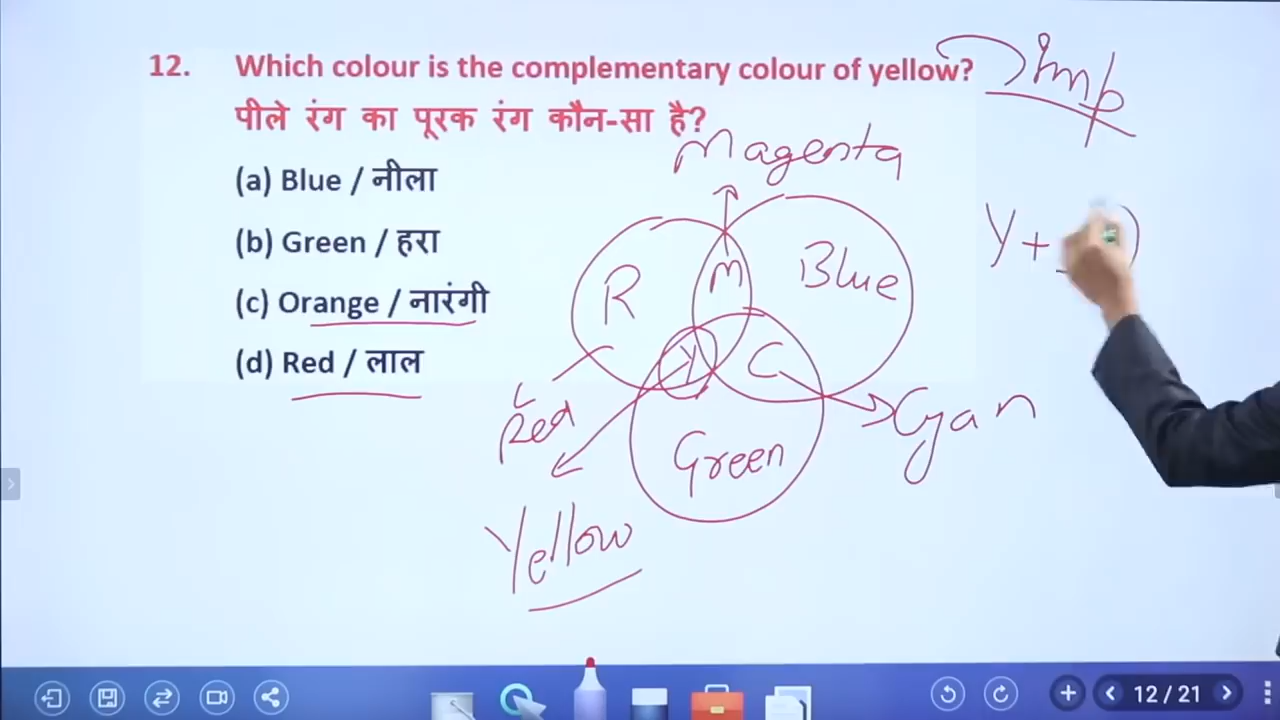 12. Which colour is the complementary colour of yellow?
पीले रंग का पूरक रंग कौन-सा है?
(a) Blue / नीला
(b) Green / हरा
(c) Orange / नारंगी
(d) Red / लाल
Imp
Magenta
R
M
Blue
Y
C
Red
Green
Cyan
Yellow
Y +
12 / 21